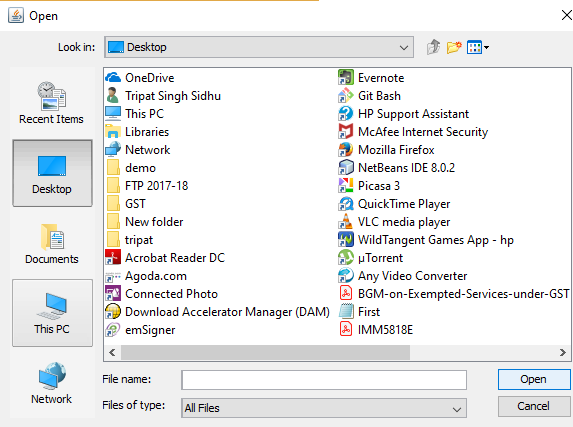 Open
Look in: Desktop
Recent Items
Desktop
Documents
This PC
Network
OneDrive
Tripat Singh Sidhu
This PC
Libraries
Network
demo
FTP 2017-18
GST
New folder
tripat
Acrobat Reader DC
Agoda.com
Connected Photo
Download Accelerator Manager (DAM)
emSigner
Evernote
Git Bash
HP Support Assistant
McAfee Internet Security
Mozilla Firefox
NetBeans IDE 8.0.2
Picasa 3
QuickTime Player
VLC media player
WildTangent Games App - hp
µTorrent
Any Video Converter
BGM-on-Exempted-Services-under-GST
First
IMM5818E
File name:
Open
Files of type: All Files
Cancel